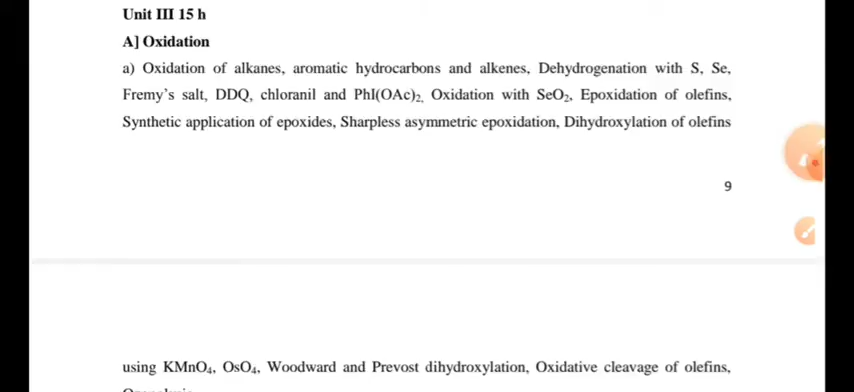 Unit III 15 h
A] Oxidation
a) Oxidation of alkanes, aromatic hydrocarbons and alkenes, Dehydrogenation with S, Se,
Fremy's salt, DDQ, chloranil and PhI(OAc)₂, Oxidation with SeO₂, Epoxidation of olefins,
Synthetic application of epoxides, Sharpless asymmetric epoxidation, Dihydroxylation of olefins
9
using KMnO₄, OsO₄, Woodward and Prevost dihydroxylation, Oxidative cleavage of olefins,